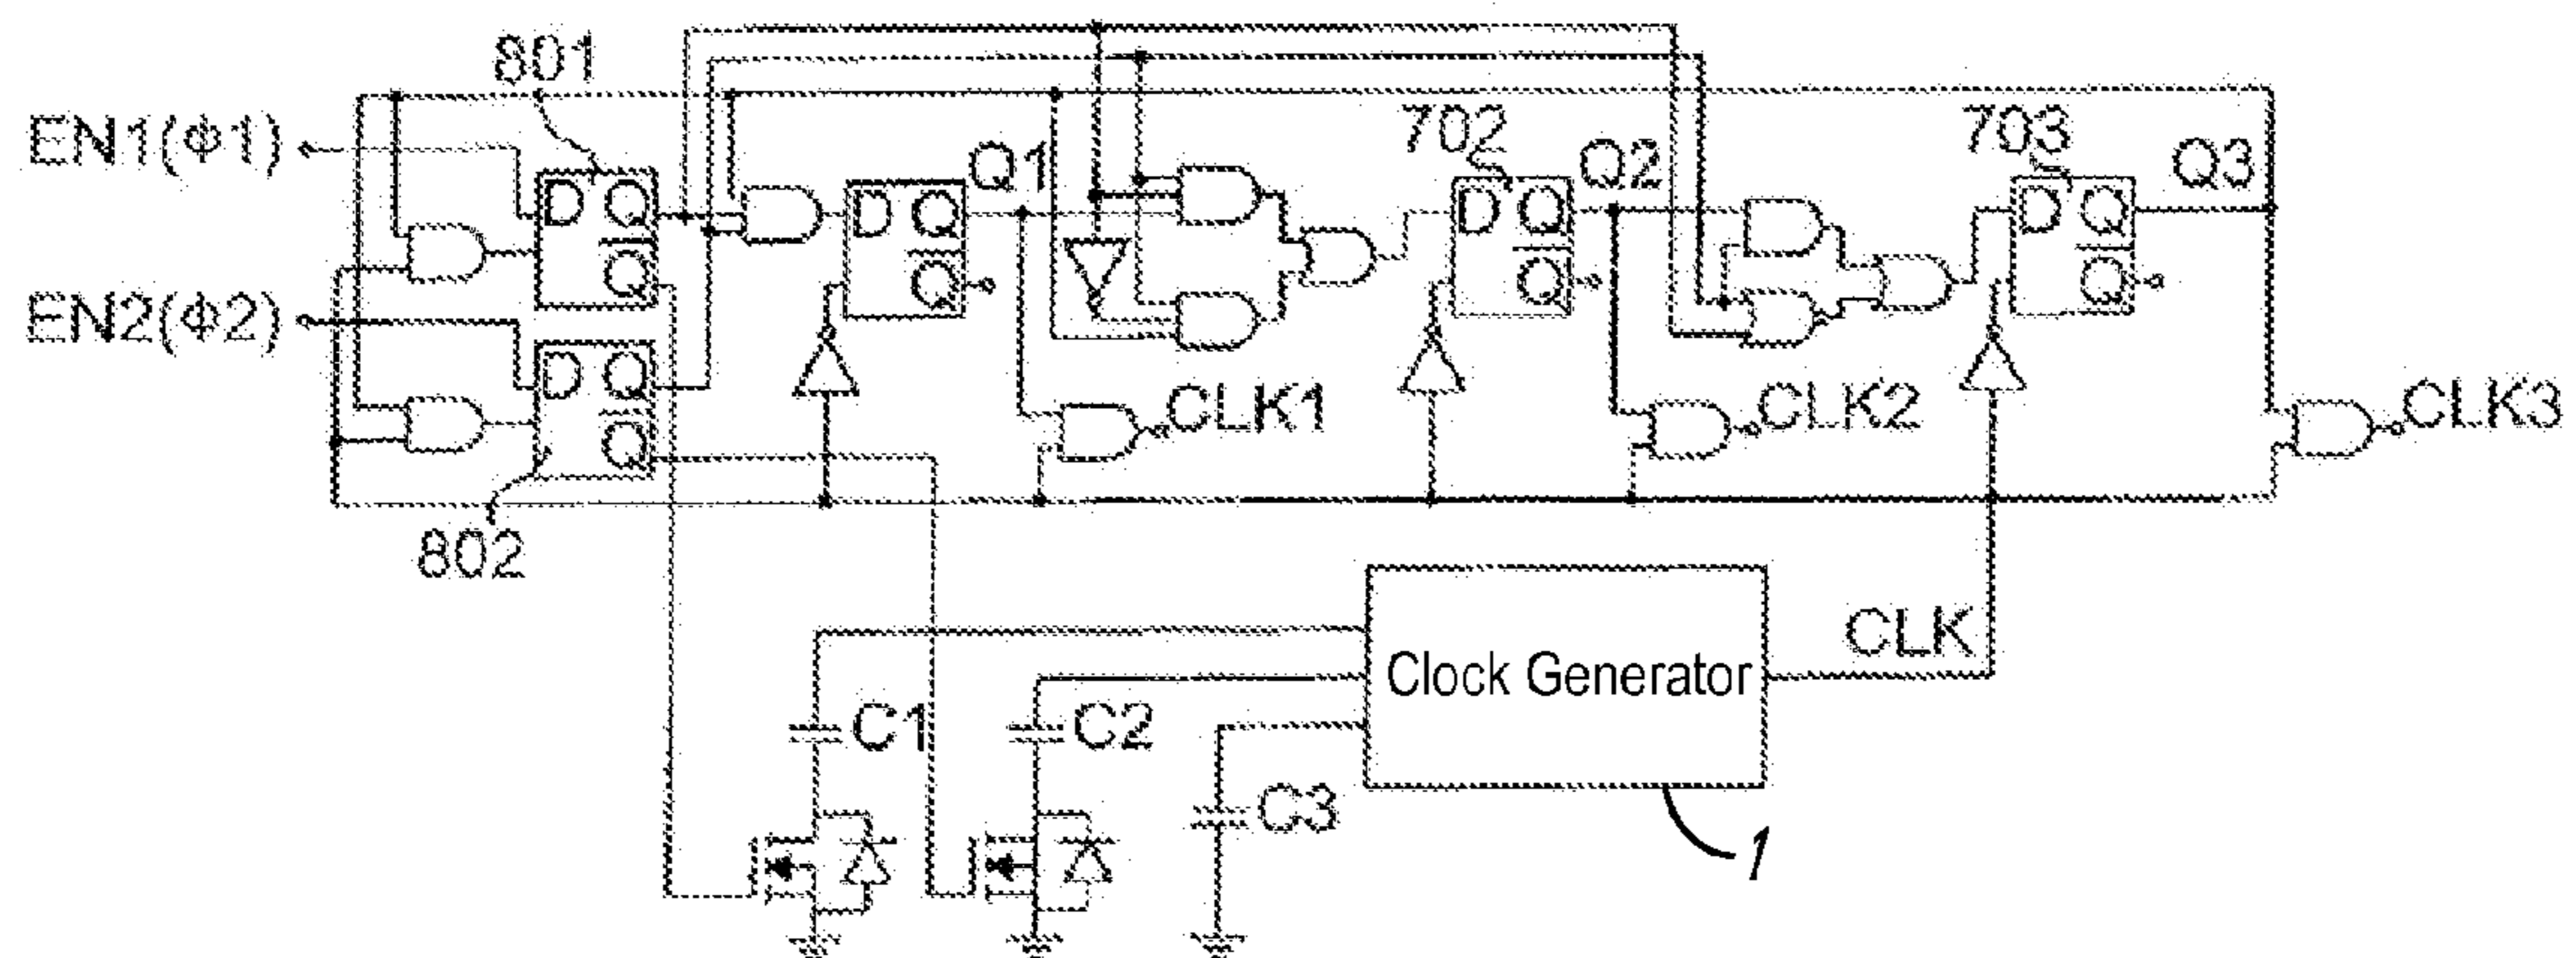 801
EN1(ϕ1)
D Q
Q
EN2(ϕ2)
D Q
Q
802
Q1
D Q
Q
CLK1
702
Q2
D Q
Q
CLK2
703
Q3
D Q
Q
CLK3
CLK
Clock Generator
C1
C2
C3
1